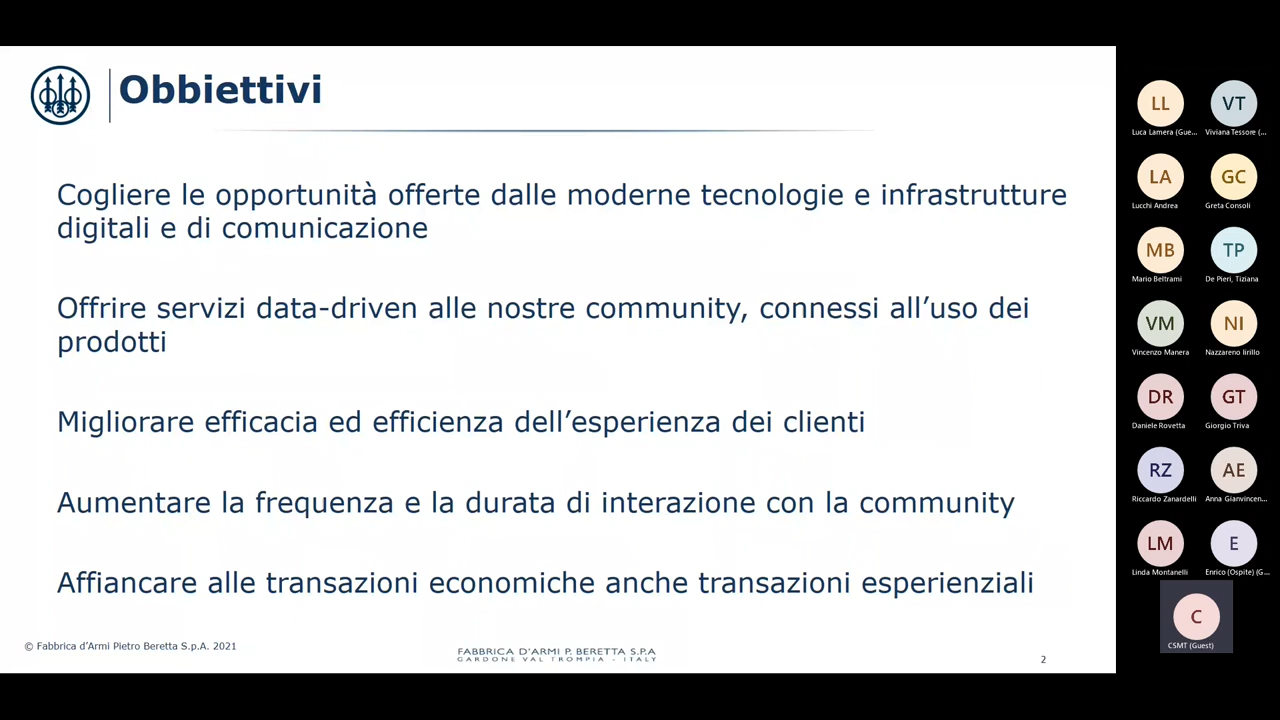 Obbiettivi
Cogliere le opportunità offerte dalle moderne tecnologie e infrastrutture
digitali e di comunicazione
Offrire servizi data-driven alle nostre community, connessi all’uso dei
prodotti
Migliorare efficacia ed efficienza dell’esperienza dei clienti
Aumentare la frequenza e la durata di interazione con la community
Affiancare alle transazioni economiche anche transazioni esperienziali
© Fabbrica d’Armi Pietro Beretta S.p.A. 2021
FABBRICA D’ARMI P. BERETTA S.P.A
GARDONE VAL TROMPIA - ITALY
2
LL
Luca Lamera (Gue...
VT
Viviana Tessore (...
LA
Lucchi Andrea
GC
Greta Consoli
MB
Mario Beltrami
TP
De Pieri, Tiziana
VM
Vincenzo Manera
NI
Nazzareno Iirillo
DR
Daniele Rovetta
GT
Giorgio Triva
RZ
Riccardo Zanardelli
AE
Anna Gianvincen...
LM
Linda Montanelli
E
Enrico (Ospite) (G...
C
CSMT (Guest)